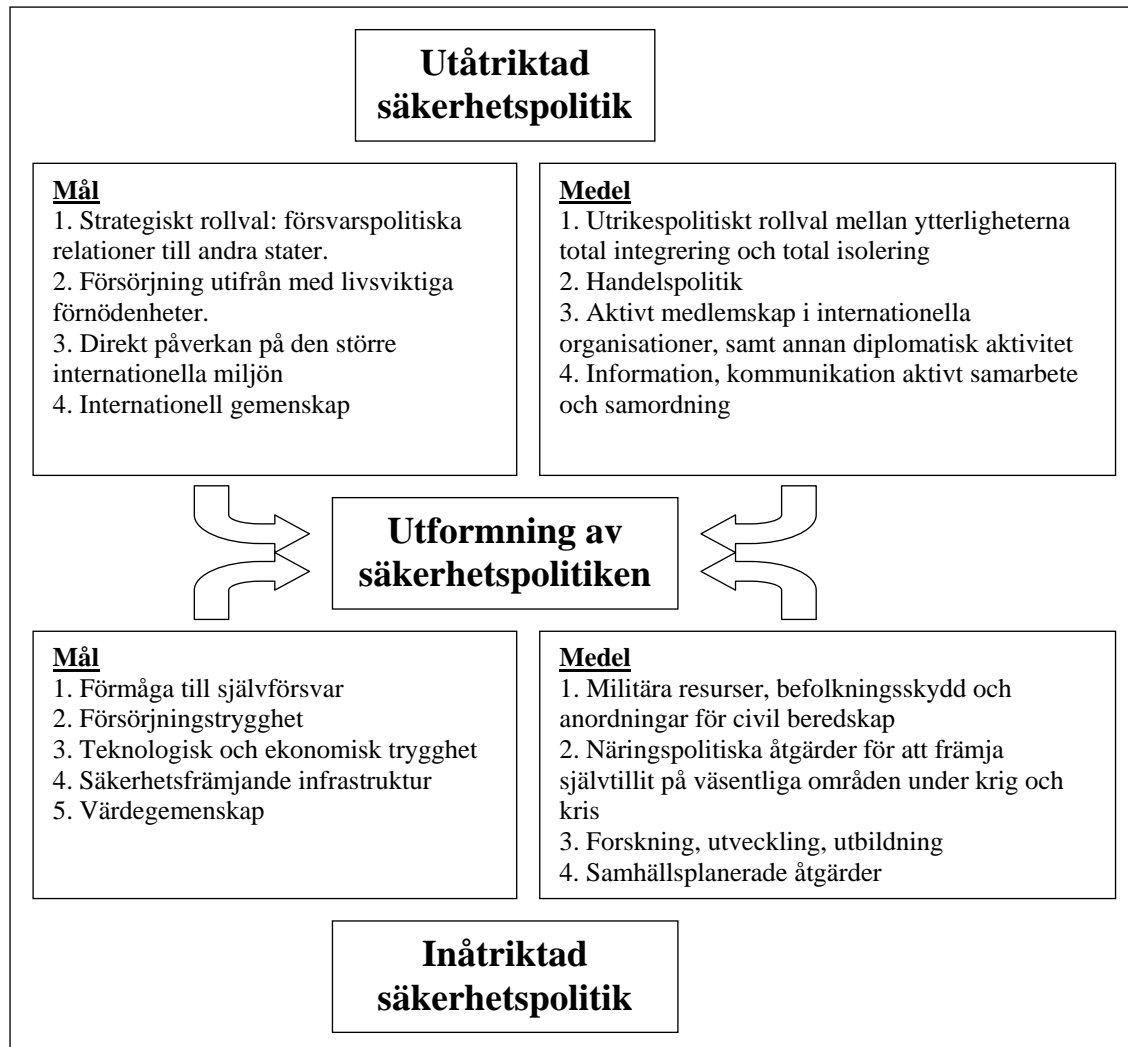 Utåtriktad
säkerhetspolitik
Mål
1. Strategiskt rollval: försvarspolitiska
relationer till andra stater.
2. Försörjning utifrån med livsviktiga
förnödenheter.
3. Direkt påverkan på den större
internationella miljön
4. Internationell gemenskap
Medel
1. Utrikespolitiskt rollval mellan ytterligheterna
total integrering och total isolering
2. Handelspolitik
3. Aktivt medlemskap i internationella
organisationer, samt annan diplomatisk aktivitet
4. Information, kommunikation aktivt samarbete
och samordning
Utformning av
säkerhetspolitiken
Mål
1. Förmåga till självförsvar
2. Försörjningstrygghet
3. Teknologisk och ekonomisk trygghet
4. Säkerhetsfrämjande infrastruktur
5. Värdegemenskap
Medel
1. Militära resurser, befolkningsskydd och
anordningar för civil beredskap
2. Näringspolitiska åtgärder för att främja
självtillit på väsentliga områden under krig och
kris
3. Forskning, utveckling, utbildning
4. Samhällsplanerade åtgärder
Inåtriktad
säkerhetspolitik